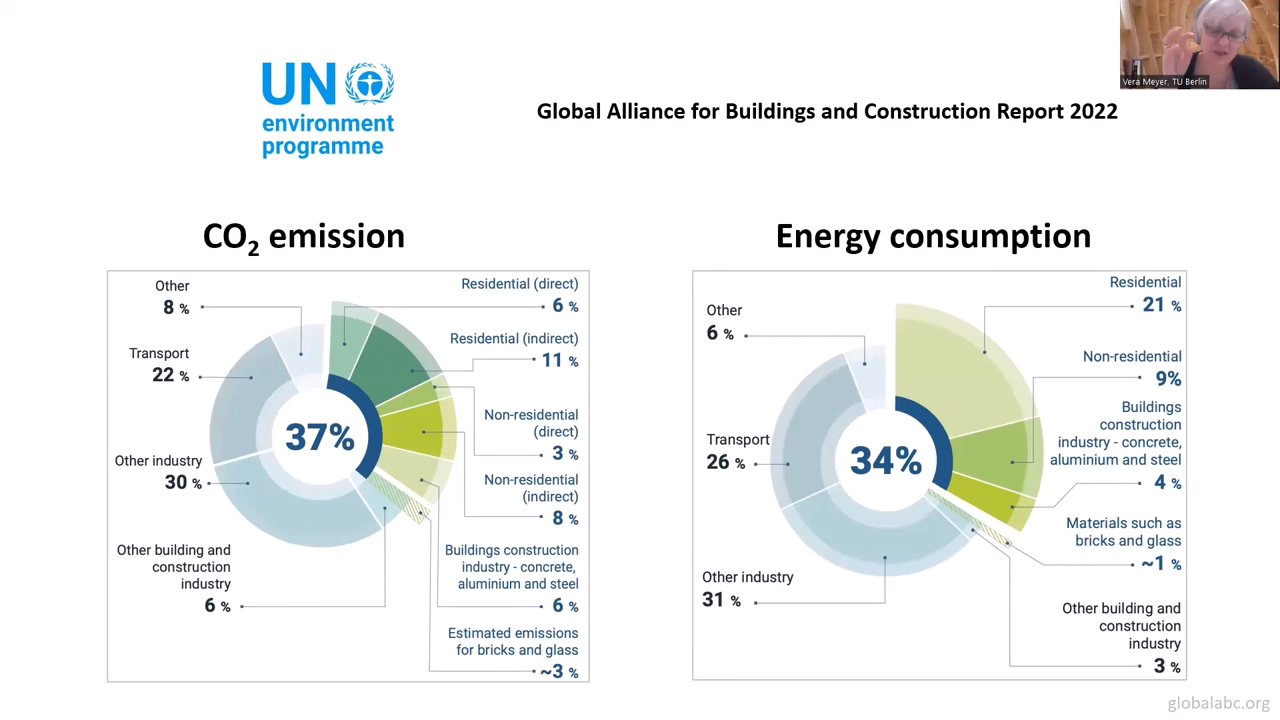 Vera Meyer, TU Berlin
UN
environment
programme
Global Alliance for Buildings and Construction Report 2022
CO₂ emission
Other
8 %
Transport
22 %
Other industry
30 %
Other building and
construction
industry
6 %
37%
Residential (direct)
6 %
Residential (indirect)
11 %
Non-residential
(direct)
3 %
Non-residential
(indirect)
8 %
Buildings construction
industry - concrete,
aluminium and steel
6 %
Estimated emissions
for bricks and glass
~3 %
Energy consumption
Other
6 %
Transport
26 %
Other industry
31 %
34%
Residential
21 %
Non-residential
9%
Buildings
construction
industry - concrete,
aluminium and steel
4 %
Materials such as
bricks and glass
~1 %
Other building and
construction
industry
3 %
globalabc.org